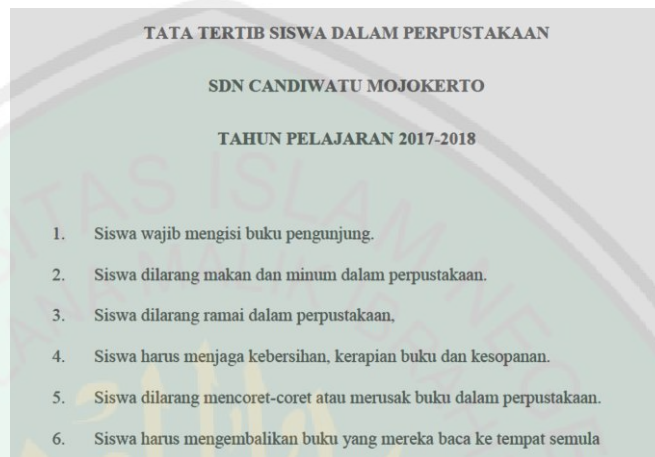 TATA TERTIB SISWA DALAM PERPUSTAKAAN
SDN CANDIWATU MOJOKERTO
TAHUN PELAJARAN 2017-2018
1. Siswa wajib mengisi buku pengunjung.
2. Siswa dilarang makan dan minum dalam perpustakaan.
3. Siswa dilarang ramai dalam perpustakaan,
4. Siswa harus menjaga kebersihan, kerapian buku dan kesopanan.
5. Siswa dilarang mencoret-coret atau merusak buku dalam perpustakaan.
6. Siswa harus mengembalikan buku yang mereka baca ke tempat semula